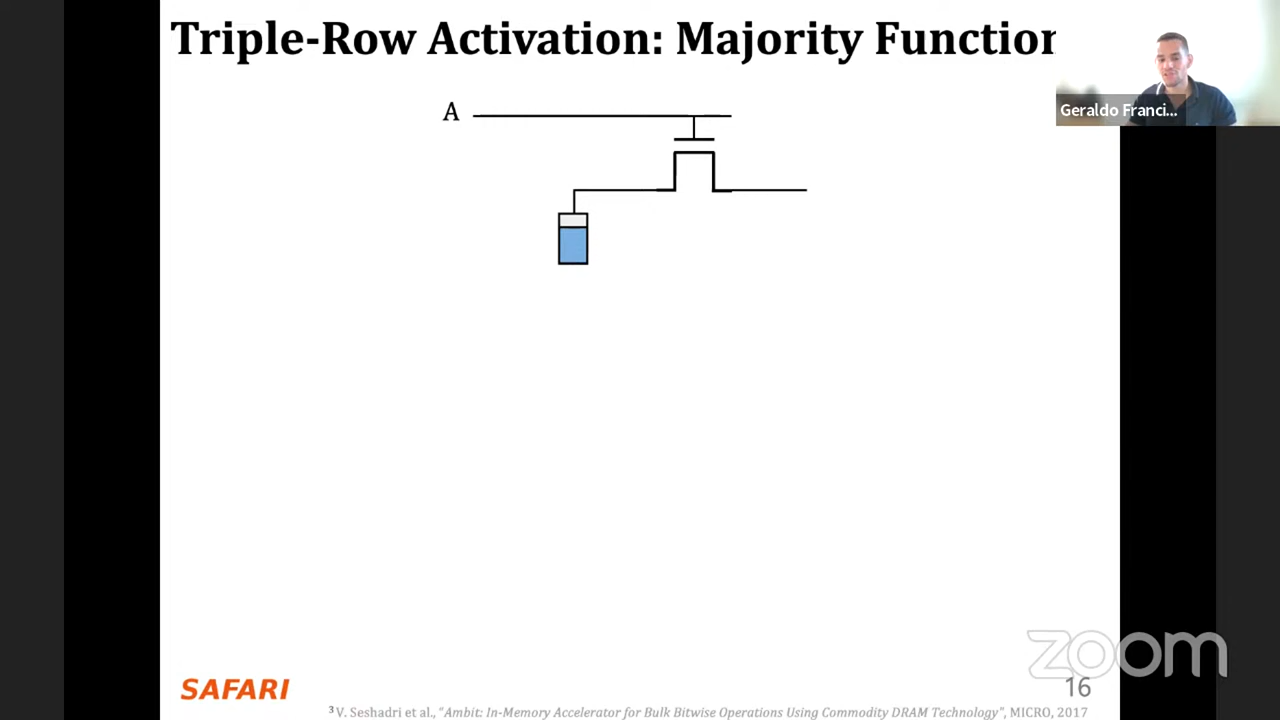 Triple-Row Activation: Majority Function
Geraldo Franci...
A
zoom
SAFARI
16
³V. Seshadri et al., "Ambit: In-Memory Accelerator for Bulk Bitwise Operations Using Commodity DRAM Technology", MICRO, 2017